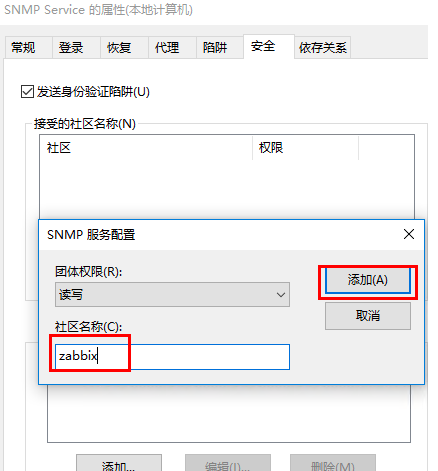 SNMP Service 的属性(本地计算机)
常规 登录 恢复 代理 陷阱 安全 依存关系
发送身份验证陷阱(U)
接受的社区名称(N)
社区 权限
SNMP 服务配置
团体权限(R):
添加(A)
读写
取消
社区名称(C):
zabbix
添加... 编辑(I)... 删除(M)